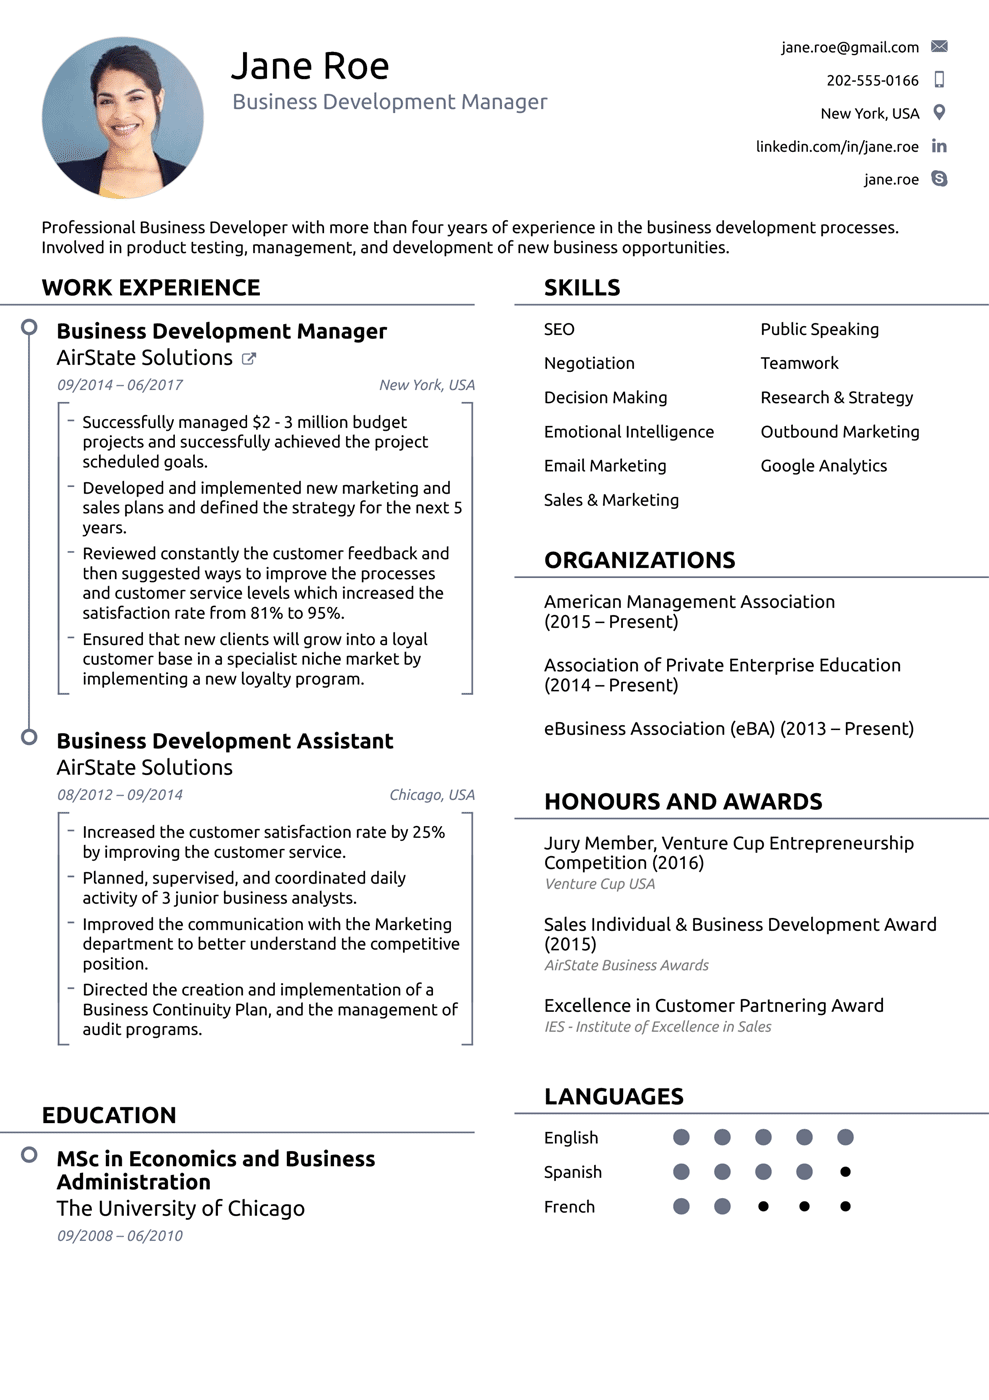 Jane Roe
Business Development Manager
jane.roe@gmail.com
202-555-0166
New York, USA
linkedin.com/in/jane.roe
jane.roe
Professional Business Developer with more than four years of experience in the business development processes.
Involved in product testing, management, and development of new business opportunities.
WORK EXPERIENCE
Business Development Manager
AirState Solutions
09/2014 – 06/2017
New York, USA
– Successfully managed $2 - 3 million budget
projects and successfully achieved the project
scheduled goals.
– Developed and implemented new marketing and
sales plans and defined the strategy for the next 5
years.
– Reviewed constantly the customer feedback and
then suggested ways to improve the processes
and customer service levels which increased the
satisfaction rate from 81% to 95%.
– Ensured that new clients will grow into a loyal
customer base in a specialist niche market by
implementing a new loyalty program.
Business Development Assistant
AirState Solutions
08/2012 – 09/2014
Chicago, USA
– Increased the customer satisfaction rate by 25%
by improving the customer service.
– Planned, supervised, and coordinated daily
activity of 3 junior business analysts.
– Improved the communication with the Marketing
department to better understand the competitive
position.
– Directed the creation and implementation of a
Business Continuity Plan, and the management of
audit programs.
EDUCATION
MSc in Economics and Business
Administration
The University of Chicago
09/2008 – 06/2010
SKILLS
SEO
Public Speaking
Negotiation
Teamwork
Decision Making
Research & Strategy
Emotional Intelligence
Outbound Marketing
Email Marketing
Google Analytics
Sales & Marketing
ORGANIZATIONS
American Management Association
(2015 – Present)
Association of Private Enterprise Education
(2014 – Present)
eBusiness Association (eBA) (2013 – Present)
HONOURS AND AWARDS
Jury Member, Venture Cup Entrepreneurship
Competition (2016)
Venture Cup USA
Sales Individual & Business Development Award
(2015)
AirState Business Awards
Excellence in Customer Partnering Award
IES - Institute of Excellence in Sales
LANGUAGES
English
Spanish
French